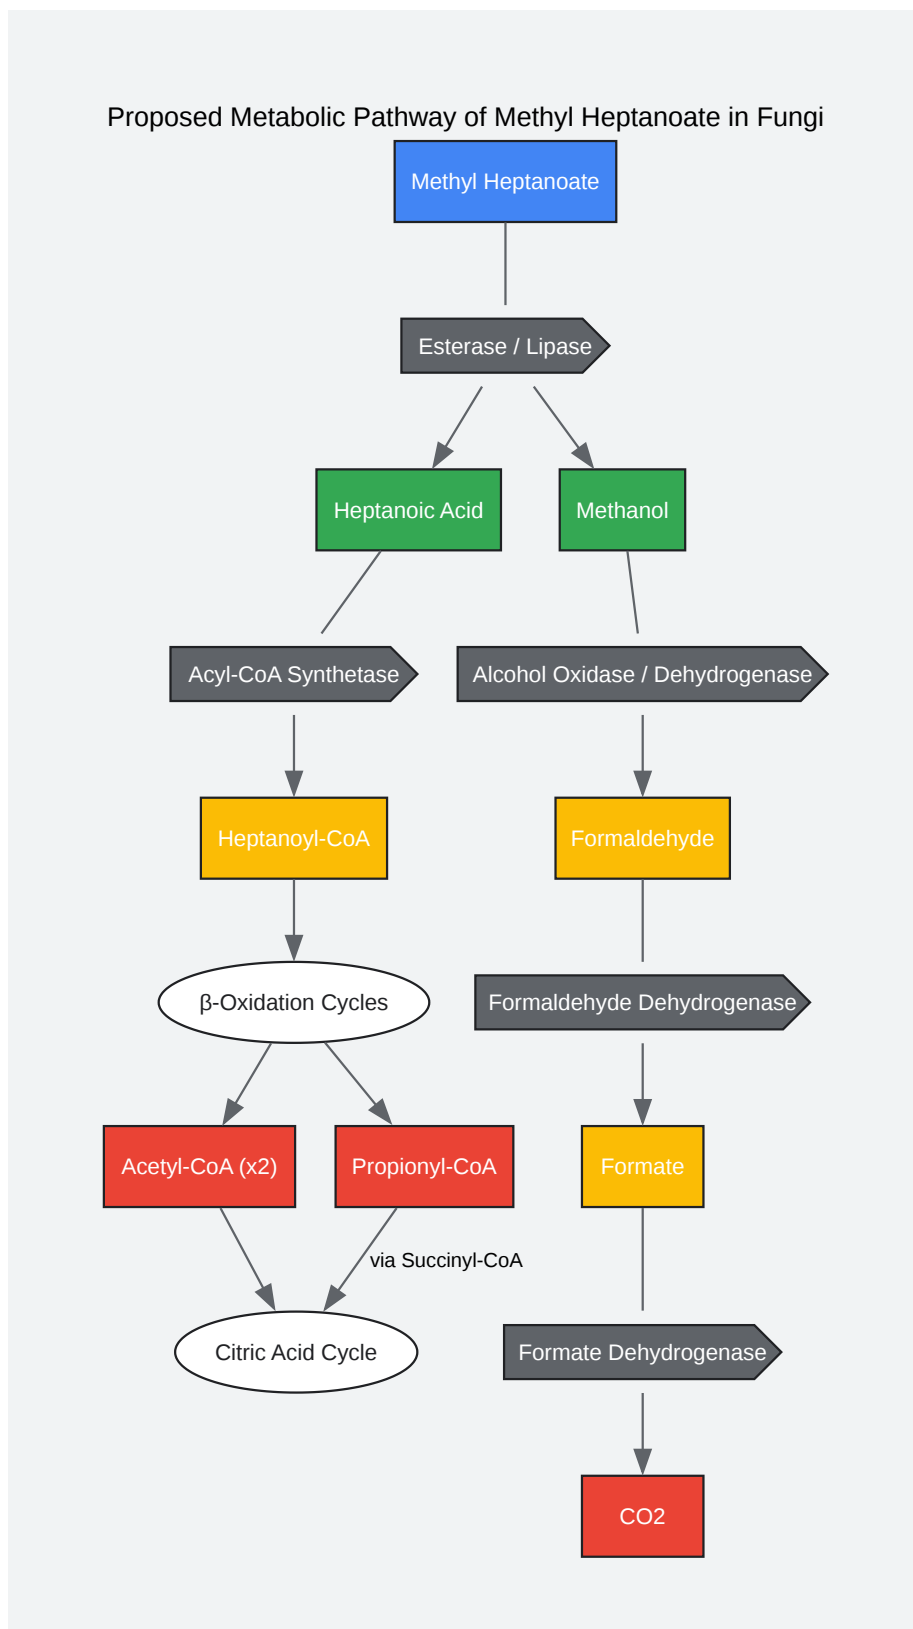 Proposed Metabolic Pathway of Methyl Heptanoate in Fungi
Methyl Heptanoate
Esterase / Lipase
Heptanoic Acid
Methanol
Acyl-CoA Synthetase
Alcohol Oxidase / Dehydrogenase
Heptanoyl-CoA
Formaldehyde
β-Oxidation Cycles
Formaldehyde Dehydrogenase
Acetyl-CoA (x2)
Propionyl-CoA
Formate
via Succinyl-CoA
Citric Acid Cycle
Formate Dehydrogenase
CO2